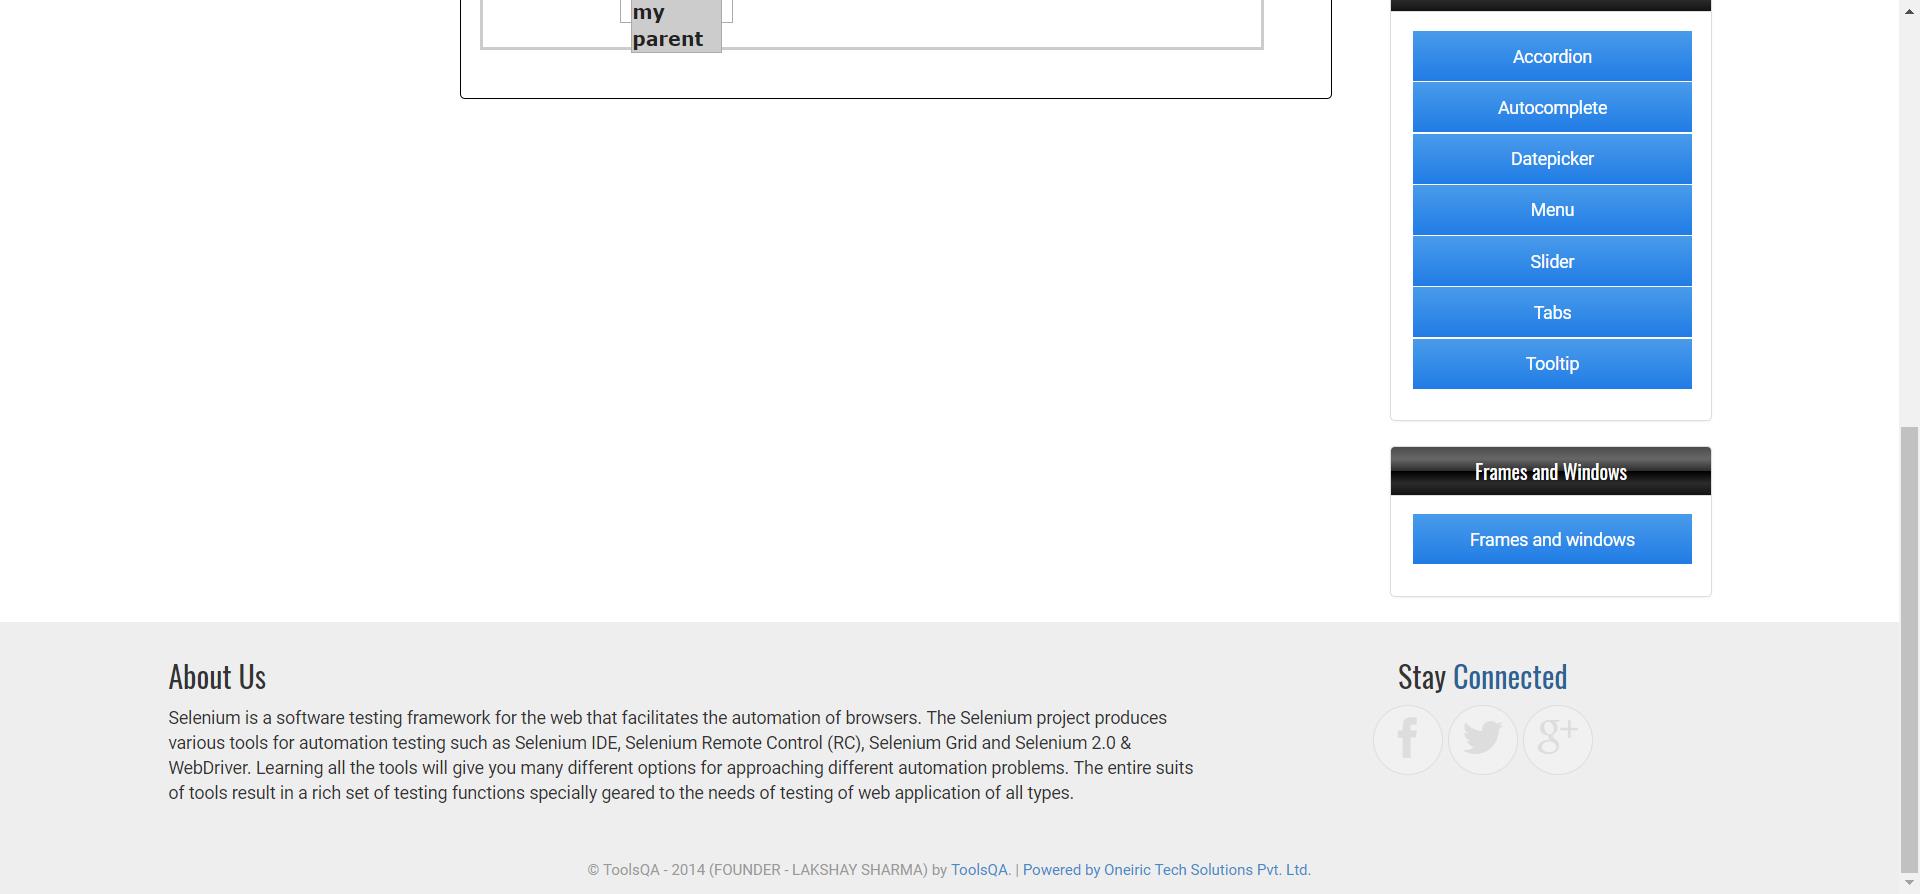 my
parent
Accordion
Autocomplete
Datepicker
Menu
Slider
Tabs
Tooltip
Frames and Windows
Frames and windows
About Us
Selenium is a software testing framework for the web that facilitates the automation of browsers. The Selenium project produces
various tools for automation testing such as Selenium IDE, Selenium Remote Control (RC), Selenium Grid and Selenium 2.0 &
WebDriver. Learning all the tools will give you many different options for approaching different automation problems. The entire suits
of tools result in a rich set of testing functions specially geared to the needs of testing of web application of all types.
Stay Connected
f
g+
© ToolsQA - 2014 (FOUNDER - LAKSHAY SHARMA) by ToolsQA. | Powered by Oneiric Tech Solutions Pvt. Ltd.